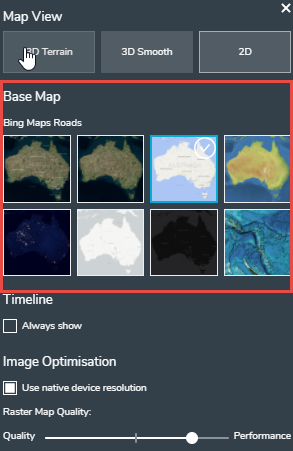 Map View
3D Terrain 3D Smooth 2D
Base Map
Bing Maps Roads
Timeline
Always show
Image Optimisation
Use native device resolution
Raster Map Quality:
Quality Performance